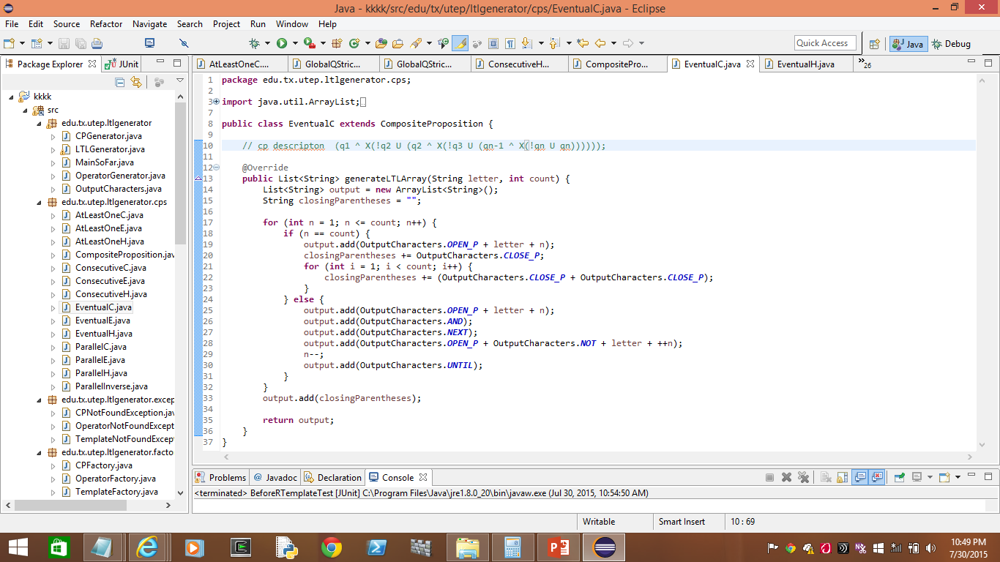 Java - kkkk/src/edu/tx/utep/ltlgenerator/cps/EventualC.java - Eclipse
File Edit Source Refactor Navigate Search Project Run Window Help
Quick Access Java Debug
Package Explorer JUnit
AtLeastOneC.... GlobalQStric... GlobalQStric... ConsecutiveH... CompositePro... EventualC.java EventualH.java »26
kkkk
src
edu.tx.utep.ltlgenerator
CPGenerator.java
LTLGenerator.java
MainSoFar.java
OperatorGenerator.java
OutputCharacters.java
edu.tx.utep.ltlgenerator.cps
AtLeastOneC.java
AtLeastOneE.java
AtLeastOneH.java
CompositeProposition.jav
ConsecutiveC.java
ConsecutiveE.java
ConsecutiveH.java
EventualC.java
EventualE.java
EventualH.java
ParallelC.java
ParallelE.java
ParallelH.java
ParallelInverse.java
edu.tx.utep.ltlgenerator.excep
CPNotFoundException.jav
OperatorNotFoundExcept
TemplateNotFoundExcep
edu.tx.utep.ltlgenerator.facto
CPFactory.java
OperatorFactory.java
TemplateFactory.java
1 package edu.tx.utep.ltlgenerator.cps;
2
3 import java.util.ArrayList;
7
8 public class EventualC extends CompositeProposition {
9
10 // cp descripton (q1 ^ X(!q2 U (q2 ^ X(!q3 U (qn-1 ^ X(!qn U qn))))));
11
12 @Override
13 public List<String> generateLTLArray(String letter, int count) {
14 List<String> output = new ArrayList<String>();
15 String closingParentheses = "";
16
17 for (int n = 1; n <= count; n++) {
18 if (n == count) {
19 output.add(OutputCharacters.OPEN_P + letter + n);
20 closingParentheses += OutputCharacters.CLOSE_P;
21 for (int i = 1; i < count; i++) {
22 closingParentheses += (OutputCharacters.CLOSE_P + OutputCharacters.CLOSE_P);
23 }
24 } else {
25 output.add(OutputCharacters.OPEN_P + letter + n);
26 output.add(OutputCharacters.AND);
27 output.add(OutputCharacters.NEXT);
28 output.add(OutputCharacters.OPEN_P + OutputCharacters.NOT + letter + ++n);
29 n--;
30 output.add(OutputCharacters.UNTIL);
31 }
32 }
33 output.add(closingParentheses);
34
35 return output;
36 }
37 }
Problems @ Javadoc Declaration Console
<terminated> BeforeRTemplateTest [JUnit] C:\Program Files\Java\jre1.8.0_20\bin\javaw.exe (Jul 30, 2015, 10:54:50 AM)
Writable Smart Insert 10 : 69
10:49 PM
7/30/2015